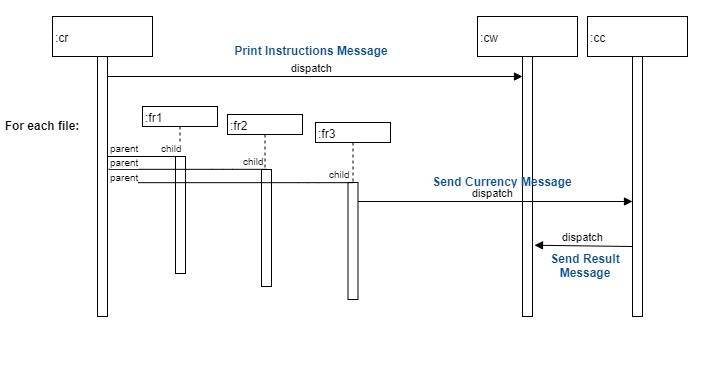 :cr
:cw
:cc
Print Instructions Message
dispatch
For each file:
:fr1
:fr2
:fr3
parent
child
parent
child
parent
child
Send Currency Message
dispatch
dispatch
Send Result
Message